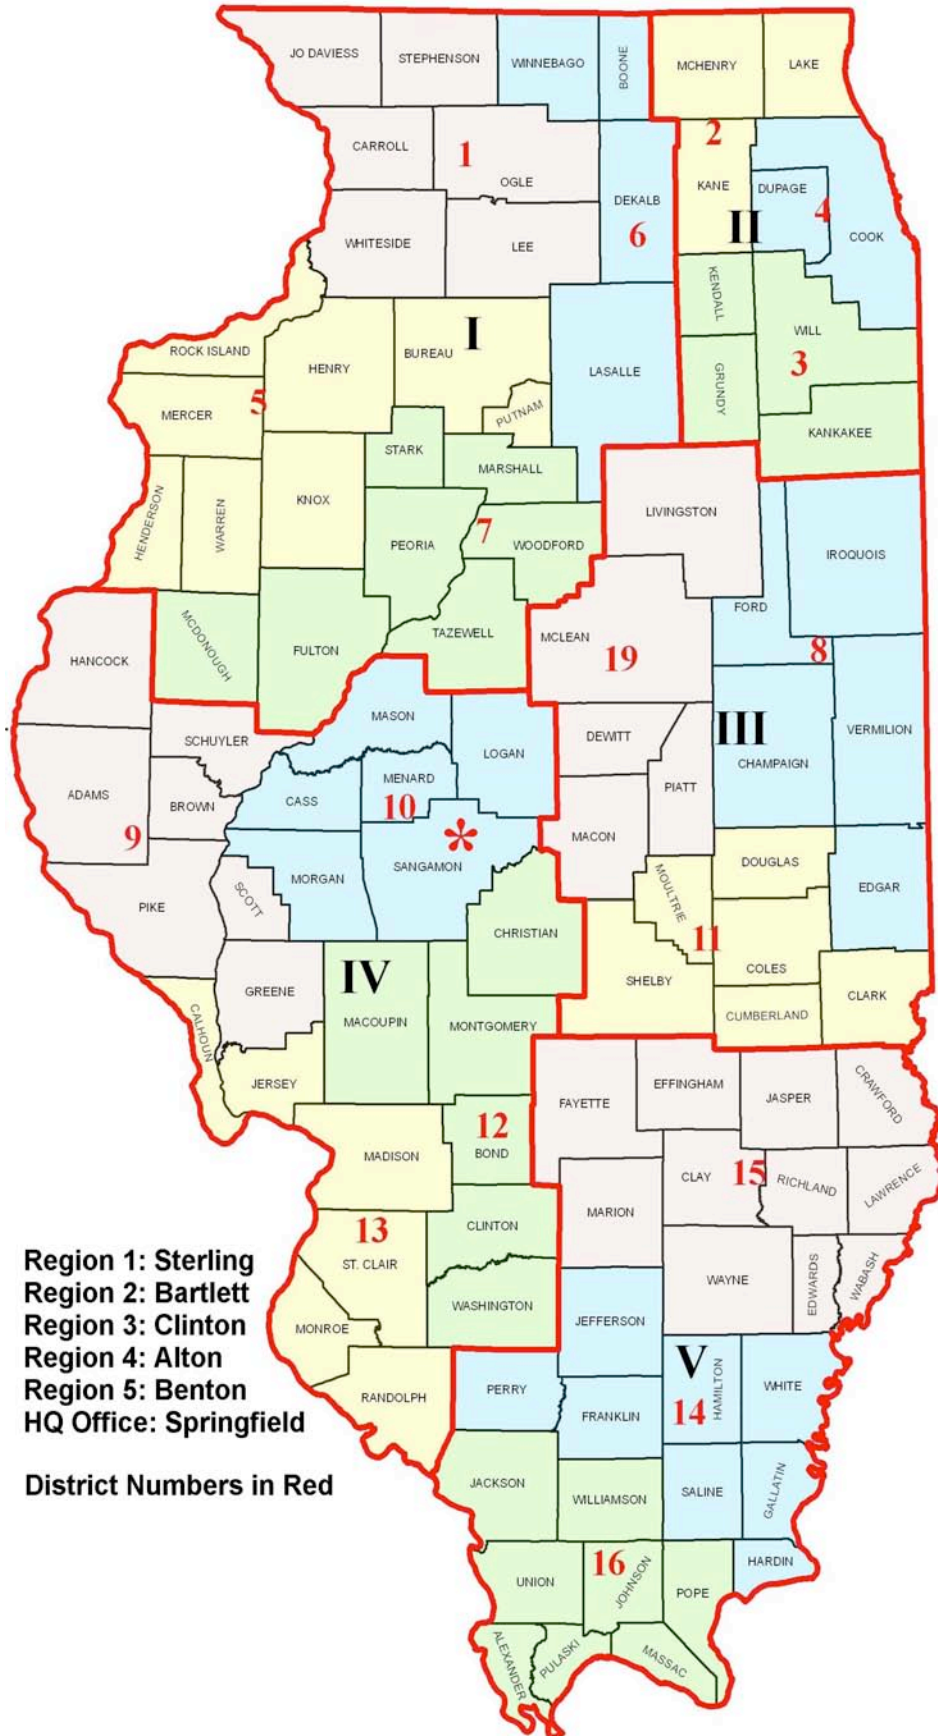 JO DAVIESS
STEPHENSON
WINNEBAGO
BOONE
MCHENRY
LAKE
CARROLL
1
OGLE
2
KANE
DUPAGE
4
COOK
DEKALB
6
II
WHITESIDE
LEE
KENDALL
WILL
3
ROCK ISLAND
HENRY
BUREAU
I
LASALLE
GRUNDY
5
MERCER
PUTNAM
KANKAKEE
STARK
MARSHALL
HENDERSON
WARREN
KNOX
LIVINGSTON
PEORIA
7
WOODFORD
IROQUOIS
FORD
MCDONOUGH
FULTON
TAZEWELL
MCLEAN
19
8
HANCOCK
MASON
SCHUYLER
LOGAN
DEWITT
III
VERMILION
CHAMPAIGN
ADAMS
BROWN
CASS
MENARD
10
PIATT
9
*
MACON
SANGAMON
MORGAN
DOUGLAS
EDGAR
PIKE
SCOTT
MOULTRIE
CHRISTIAN
11
COLES
SHELBY
GREENE
IV
MACOUPIN
MONTGOMERY
CLARK
CUMBERLAND
CALHOUN
JERSEY
FAYETTE
EFFINGHAM
JASPER
CRAWFORD
12
BOND
MADISON
CLAY
15
RICHLAND
LAWRENCE
MARION
13
CLINTON
ST. CLAIR
WAYNE
EDWARDS
WABASH
WASHINGTON
JEFFERSON
MONROE
V
RANDOLPH
PERRY
14
HAMILTON
WHITE
FRANKLIN
JACKSON
WILLIAMSON
SALINE
GALLATIN
16
HARDIN
UNION
JOHNSON
POPE
ALEXANDER
PULASKI
MASSAC
Region 1: Sterling
Region 2: Bartlett
Region 3: Clinton
Region 4: Alton
Region 5: Benton
HQ Office: Springfield
District Numbers in Red